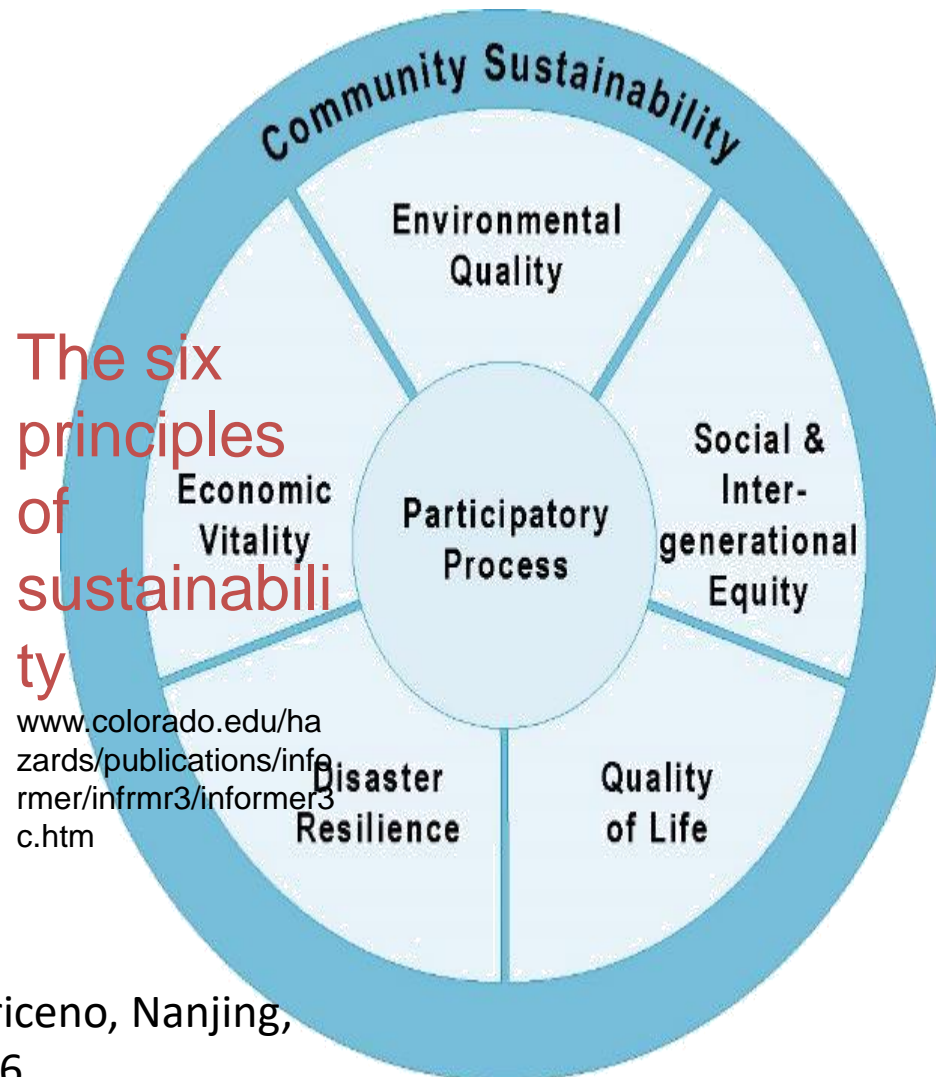 Community Sustainability
Environmental
Quality
The six
principles
of
sustainabili
ty
www.colorado.edu/ha
zards/publications/info
rmer/infrmr3/informer3
c.htm
Economic
Vitality
Participatory
Process
Social &
Inter-
generational
Equity
Disaster
Resilience
Quality
of Life
riceno, Nanjing,
6